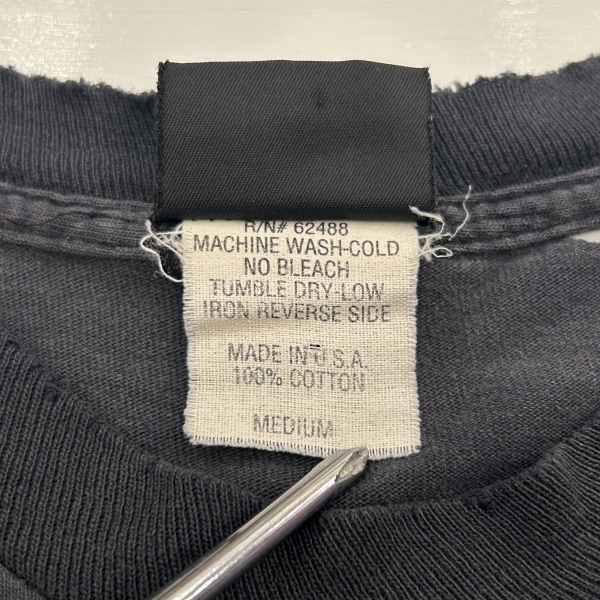 R/N# 62488
MACHINE WASH-COLD
NO BLEACH
TUMBLE DRY-LOW
IRON REVERSE SIDE
MADE IN U.S.A.
100% COTTON
MEDIUM